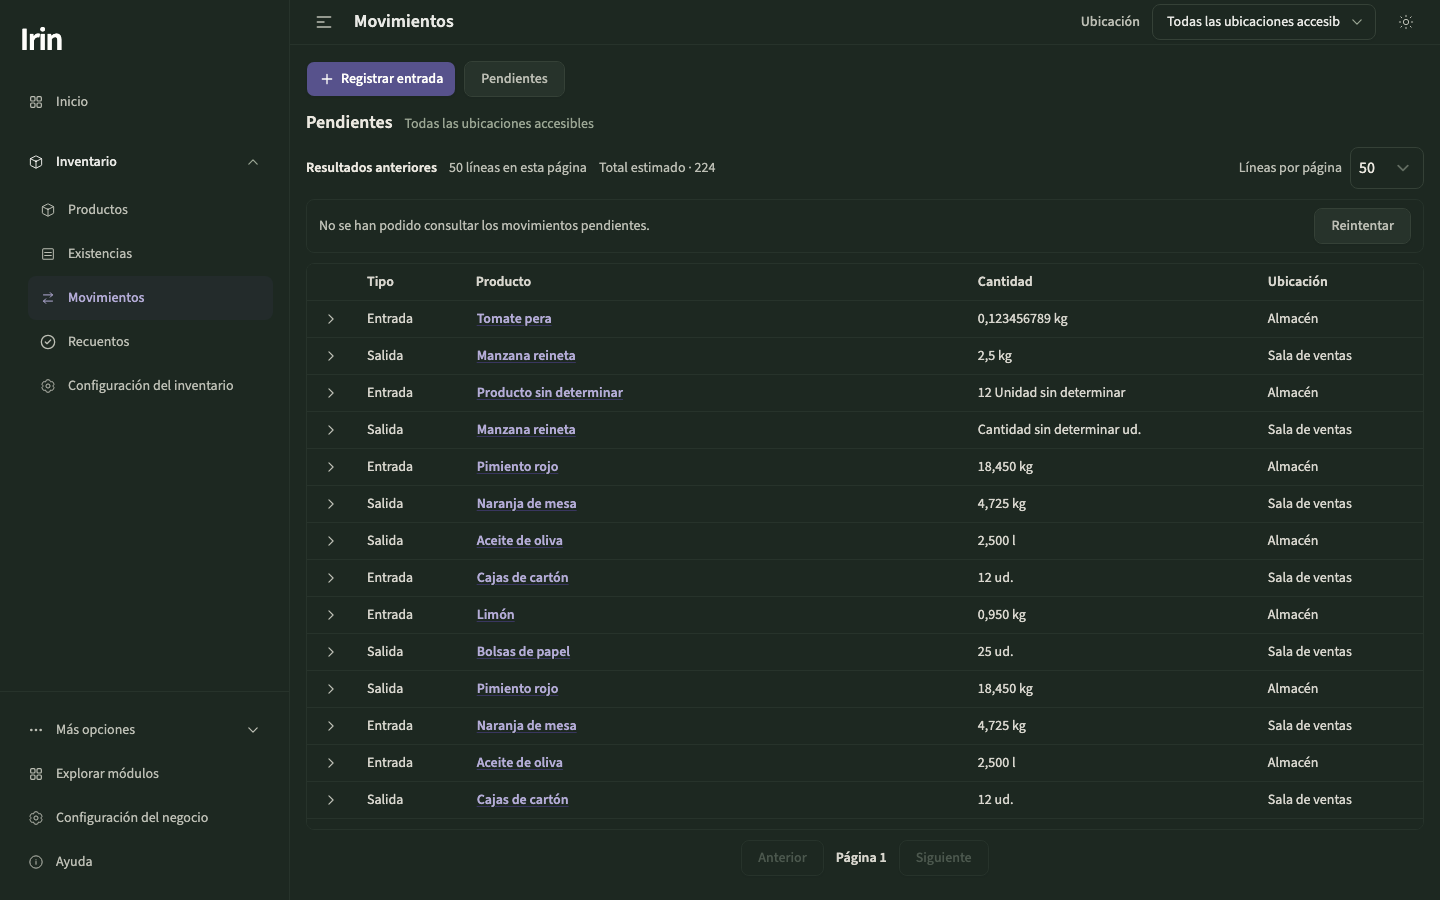 Irin
Inicio
Inventario
Productos
Existencias
Movimientos
Recuentos
Configuración del inventario
Más opciones
Explorar módulos
Configuración del negocio
Ayuda
Movimientos
Ubicación Todas las ubicaciones accesib
Registrar entrada Pendientes
Pendientes Todas las ubicaciones accesibles
Resultados anteriores 50 líneas en esta página Total estimado · 224 Líneas por página 50
No se han podido consultar los movimientos pendientes. Reintentar
Tipo Producto Cantidad Ubicación
Entrada Tomate pera 0,123456789 kg Almacén
Salida Manzana reineta 2,5 kg Sala de ventas
Entrada Producto sin determinar 12 Unidad sin determinar Almacén
Salida Manzana reineta Cantidad sin determinar ud. Sala de ventas
Entrada Pimiento rojo 18,450 kg Almacén
Salida Naranja de mesa 4,725 kg Sala de ventas
Salida Aceite de oliva 2,500 l Almacén
Entrada Cajas de cartón 12 ud. Sala de ventas
Entrada Limón 0,950 kg Almacén
Salida Bolsas de papel 25 ud. Sala de ventas
Salida Pimiento rojo 18,450 kg Almacén
Entrada Naranja de mesa 4,725 kg Sala de ventas
Entrada Aceite de oliva 2,500 l Almacén
Salida Cajas de cartón 12 ud. Sala de ventas
Anterior Página 1 Siguiente